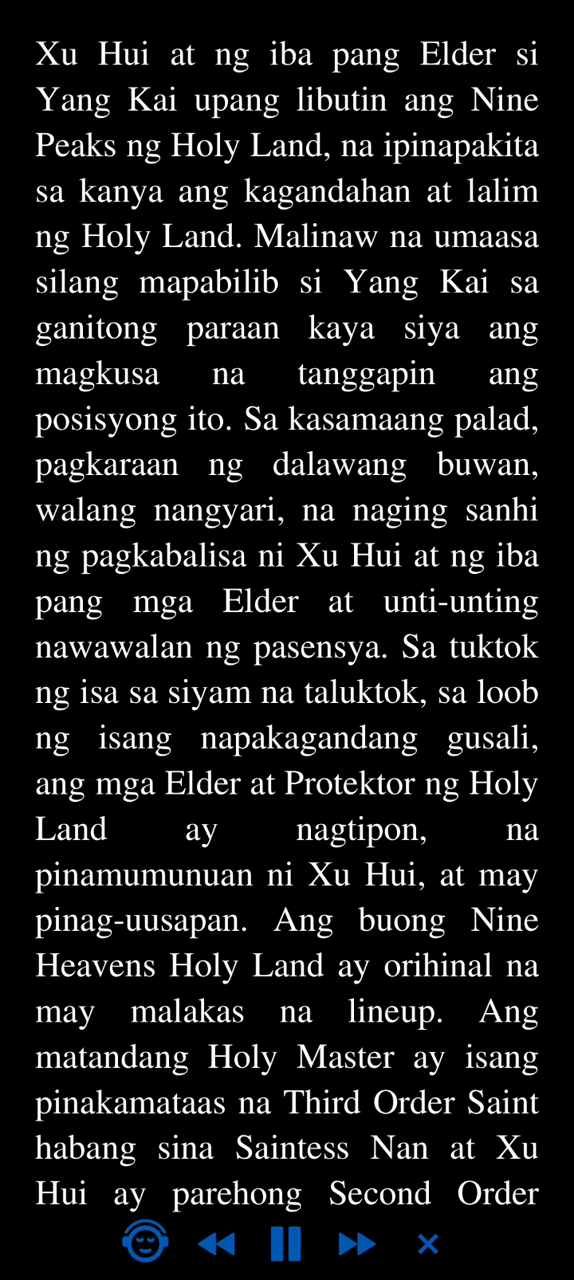 Xu Hui at ng iba pang Elder si
Yang Kai upang libutin ang Nine
Peaks ng Holy Land, na ipinapakita
sa kanya ang kagandahan at lalim
ng Holy Land. Malinaw na umaasa
silang mapabilib si Yang Kai sa
ganitong paraan kaya siya ang
magkusa na tanggapin ang
posisyong ito. Sa kasamaang palad,
pagkaraan ng dalawang buwan,
walang nangyari, na naging sanhi
ng pagkabalisa ni Xu Hui at ng iba
pang mga Elder at unti-unting
nawawalan ng pasensya. Sa tuktok
ng isa sa siyam na taluktok, sa loob
ng isang napakagandang gusali,
ang mga Elder at Protektor ng Holy
Land ay nagtipon, na
pinamumunuan ni Xu Hui, at may
pinag-uusapan. Ang buong Nine
Heavens Holy Land ay orihinal na
may malakas na lineup. Ang
matandang Holy Master ay isang
pinakamataas na Third Order Saint
habang sina Saintess Nan at Xu
Hui ay parehong Second Order